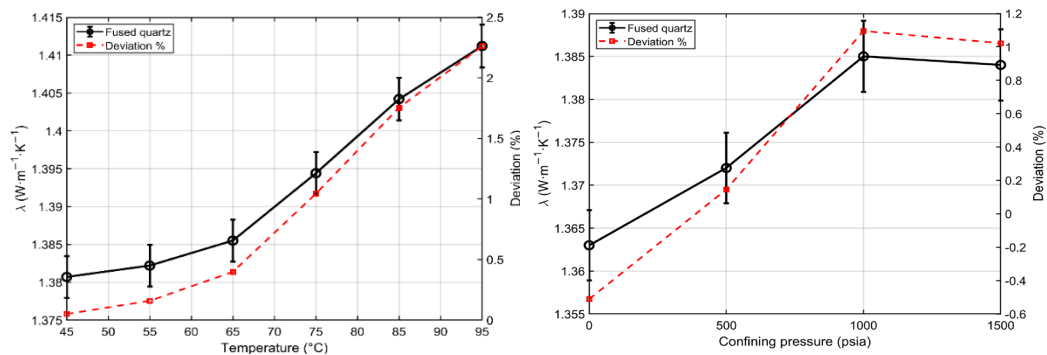 Fused quartz
Deviation %
1.415
1.41
1.405
1.4
1.395
1.39
1.385
1.38
1.375
λ (W·m⁻¹·K⁻¹)
2.5
2
1.5
1
0.5
0
Deviation (%)
45 50 55 60 65 70 75 80 85 90 95
Temperature (°C)
Fused quartz
Deviation %
1.39
1.385
1.38
1.375
1.37
1.365
1.36
1.355
λ (W·m⁻¹·K⁻¹)
1.2
1
0.8
0.6
0.4
0.2
0
-0.2
-0.4
-0.6
Deviation (%)
0 500 1000 1500
Confining pressure (psia)